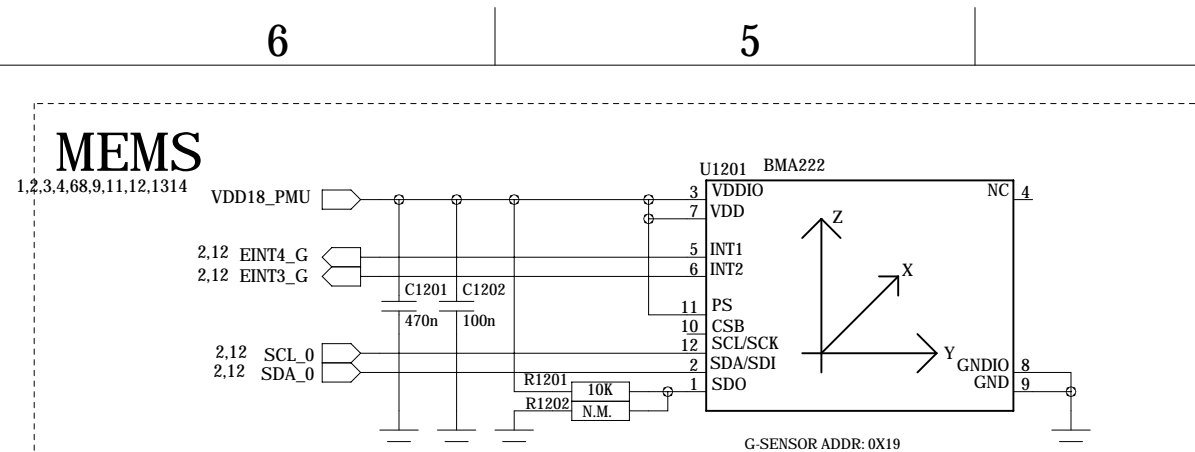 6 5
MEMS
1,2,3,4,68,9,11,12,1314
VDD18_PMU
2,12 EINT4_G
2,12 EINT3_G
C1201 C1202
470n 100n
2,12 SCL_0
2,12 SDA_0
R1201 10K
R1202 N.M.
U1201 BMA222
3 VDDIO NC 4
7 VDD
5 INT1
6 INT2
11 PS
10 CSB
12 SCL/SCK
2 SDA/SDI
1 SDO
Z
X
Y
GNDIO 8
GND 9
G-SENSOR ADDR: 0X19